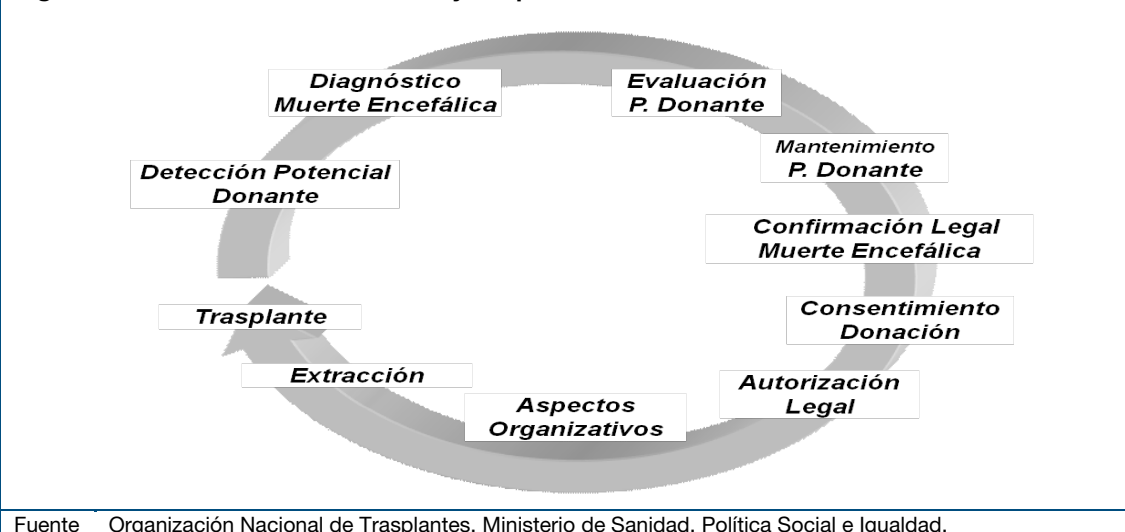 Diagnóstico
Muerte Encefálica
Evaluación
P. Donante
Mantenimiento
P. Donante
Detección Potencial
Donante
Confirmación Legal
Muerte Encefálica
Consentimiento
Donación
Trasplante
Extracción
Autorización
Legal
Aspectos
Organizativos
Fuente Organización Nacional de Trasplantes. Ministerio de Sanidad, Política Social e Igualdad.